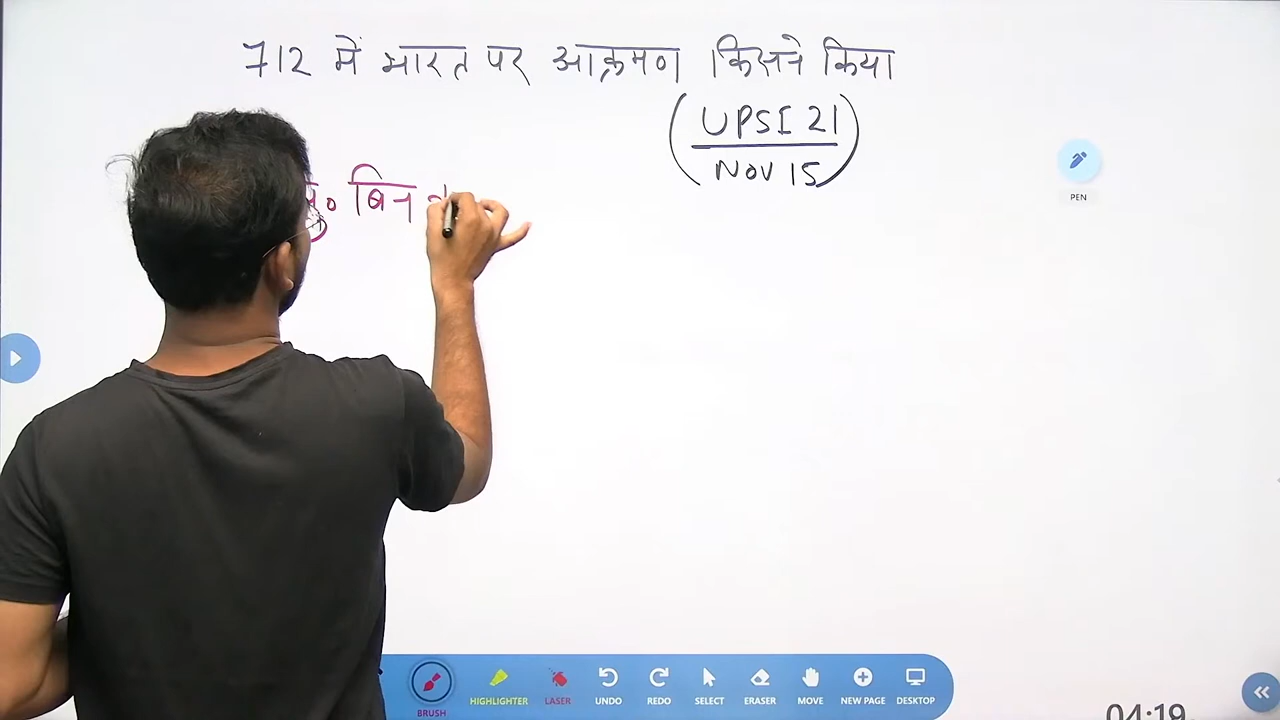 712 में भारत पर आक्रमण किसने किया
(UPSI 21
NOV 15)
मु० बिन
PEN
BRUSH
HIGHLIGHTER
LASER
UNDO
REDO
SELECT
ERASER
MOVE
NEW PAGE
DESKTOP
04:19